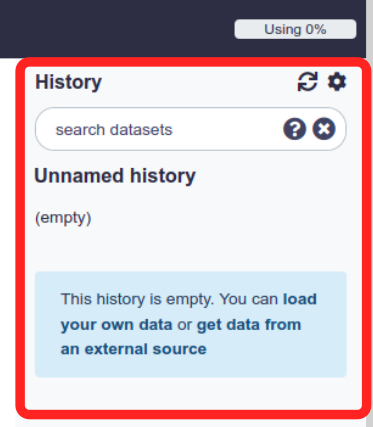 Using 0%
History
search datasets
Unnamed history
(empty)
This history is empty. You can load
your own data or get data from
an external source